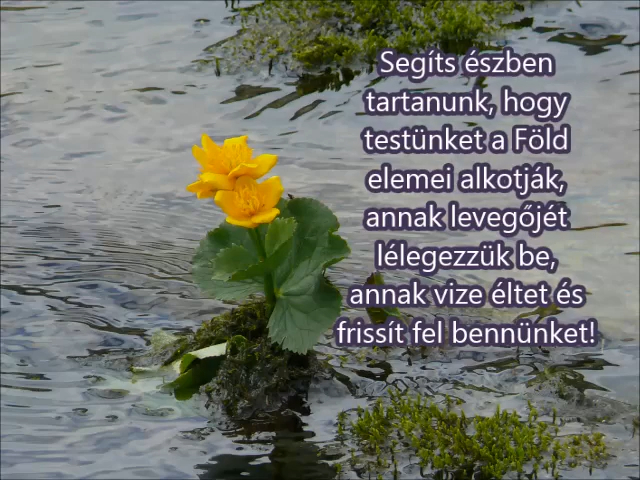 Segíts észben
tartanunk, hogy
testünket a Föld
elemei alkotják,
annak levegőjét
lélegezzük be,
annak vize éltet és
frissít fel bennünket!